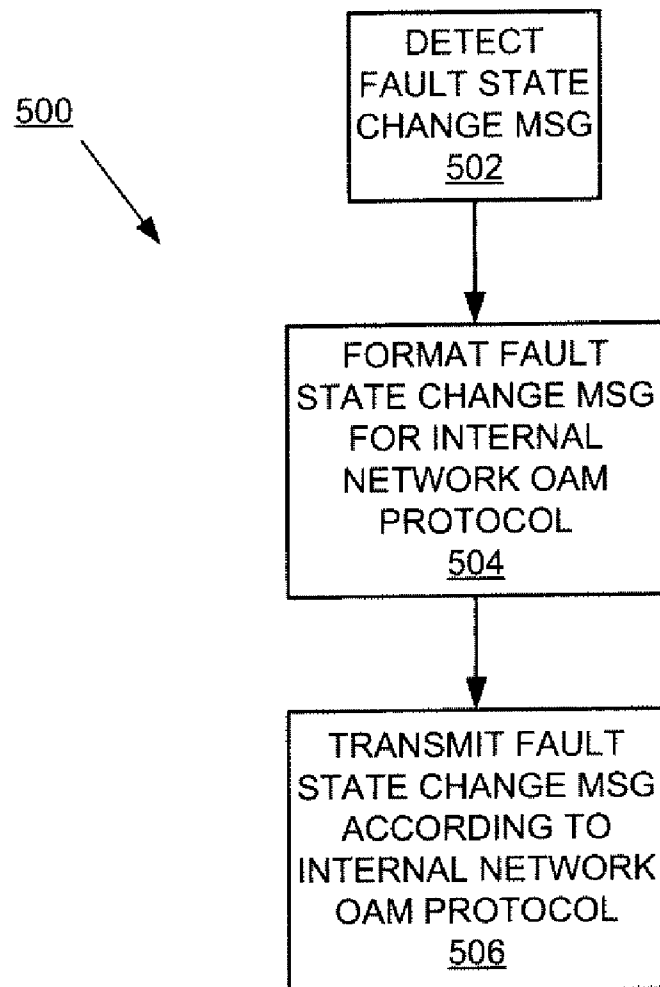 DETECT
FAULT STATE
CHANGE MSG
502
500
FORMAT FAULT
STATE CHANGE MSG
FOR INTERNAL
NETWORK OAM
PROTOCOL
504
TRANSMIT FAULT
STATE CHANGE MSG
ACCORDING TO
INTERNAL NETWORK
OAM PROTOCOL
506